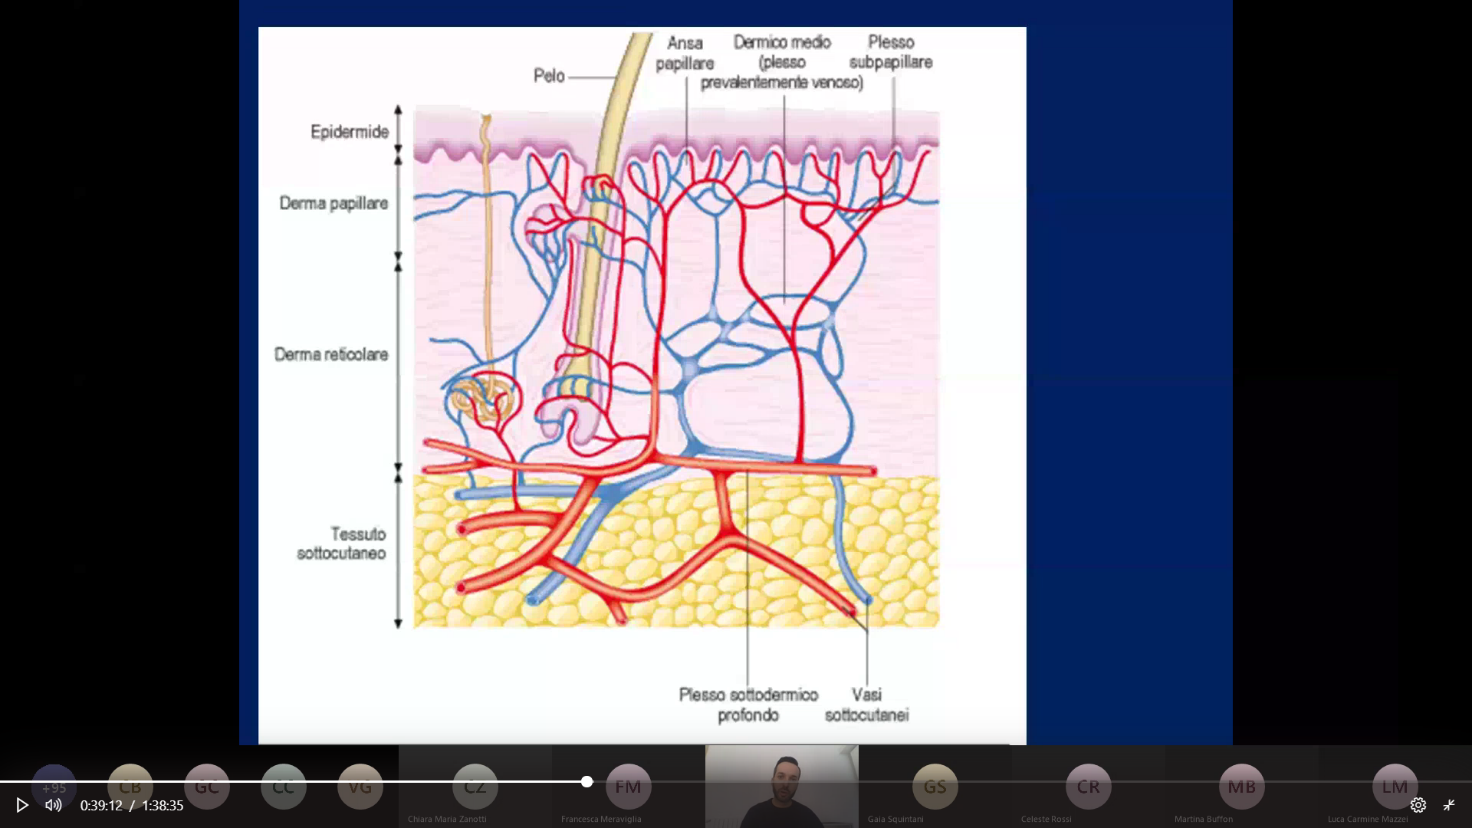 Pelo
Ansa
papillare
Dermico medio
(plesso
prevalentemente venoso)
Plesso
subpapillare
Epidermide
Derma papillare
Derma reticolare
Tessuto
sottocutaneo
Plesso sottodermico
profondo
Vasi
sottocutanei
+95
CB
GC
CC
VG
CZ
FM
GS
CR
MB
LM
0:39:12 / 1:38:35
Chiara Maria Zanotti
Francesca Meraviglia
Gaia Squintani
Celeste Rossi
Martina Buffon
Luca Carmine Mazzei